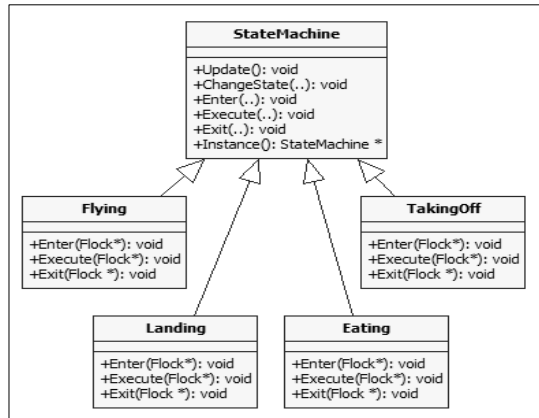 StateMachine
+Update(): void
+ChangeState(..): void
+Enter(..): void
+Execute(..): void
+Exit(..): void
+Instance(): StateMachine *
Flying
+Enter(Flock*): void
+Execute(Flock*): void
+Exit(Flock *): void
TakingOff
+Enter(Flock*): void
+Execute(Flock*): void
+Exit(Flock *): void
Landing
+Enter(Flock*): void
+Execute(Flock*): void
+Exit(Flock *): void
Eating
+Enter(Flock*): void
+Execute(Flock*): void
+Exit(Flock *): void